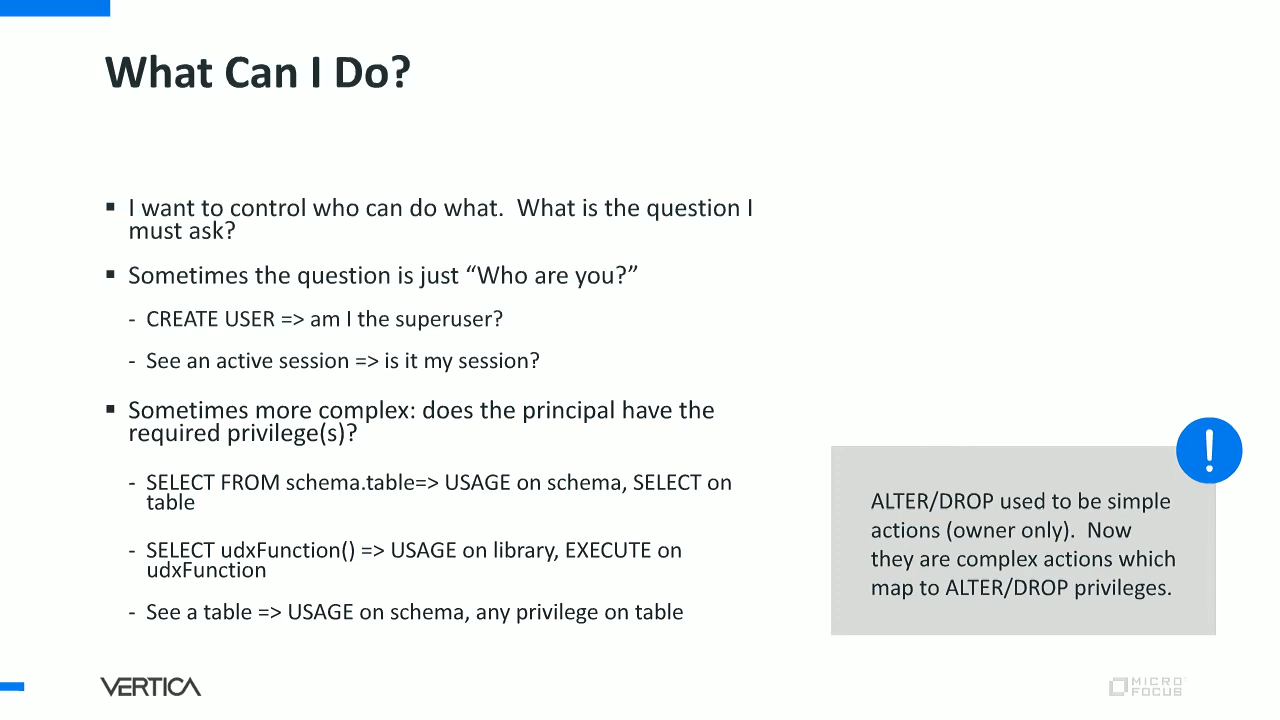 What Can I Do?
▪ I want to control who can do what.  What is the question I
must ask?
▪ Sometimes the question is just “Who are you?”
- CREATE USER => am I the superuser?
- See an active session => is it my session?
▪ Sometimes more complex: does the principal have the
required privilege(s)?
- SELECT FROM schema.table=> USAGE on schema, SELECT on
table
- SELECT udxFunction() => USAGE on library, EXECUTE on
udxFunction
- See a table => USAGE on schema, any privilege on table
!
ALTER/DROP used to be simple
actions (owner only).  Now
they are complex actions which
map to ALTER/DROP privileges.
VERTICA
MICRO
FOCUS